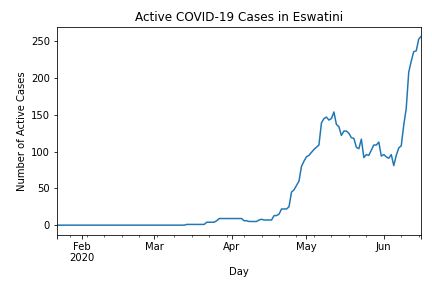 Active COVID-19 Cases in Eswatini
Number of Active Cases
250
200
150
100
50
0
Feb Mar Apr May Jun
2020
Day